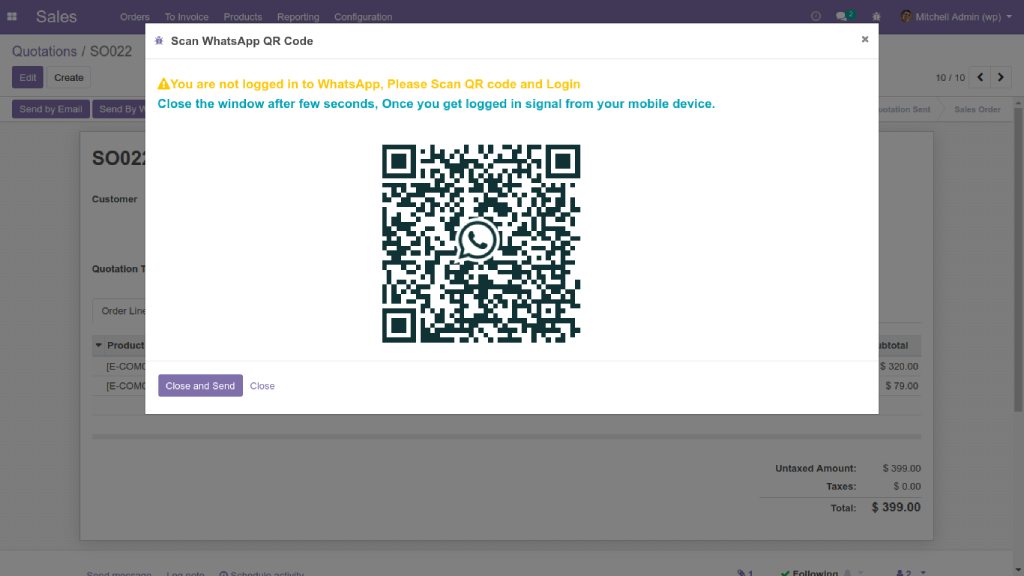 Sales Orders To Invoice Products Reporting Configuration 2 Mitchell Admin (wp)
Scan WhatsApp QR Code ×
Quotations / SO022
Edit Create 10 / 10
You are not logged in to WhatsApp, Please Scan QR code and Login
Close the window after few seconds, Once you get logged in signal from your mobile device.
Send by Email Send By Sent Sales Order
SO022
Customer
Quotation
Order Line
Product
[E-COM $ 320.00
[E-COM $ 79.00
Close and Send Close
Untaxed Amount: $ 399.00
Taxes: $ 0.00
Total: $ 399.00
Send message Log note Schedule activity 1 Following 2